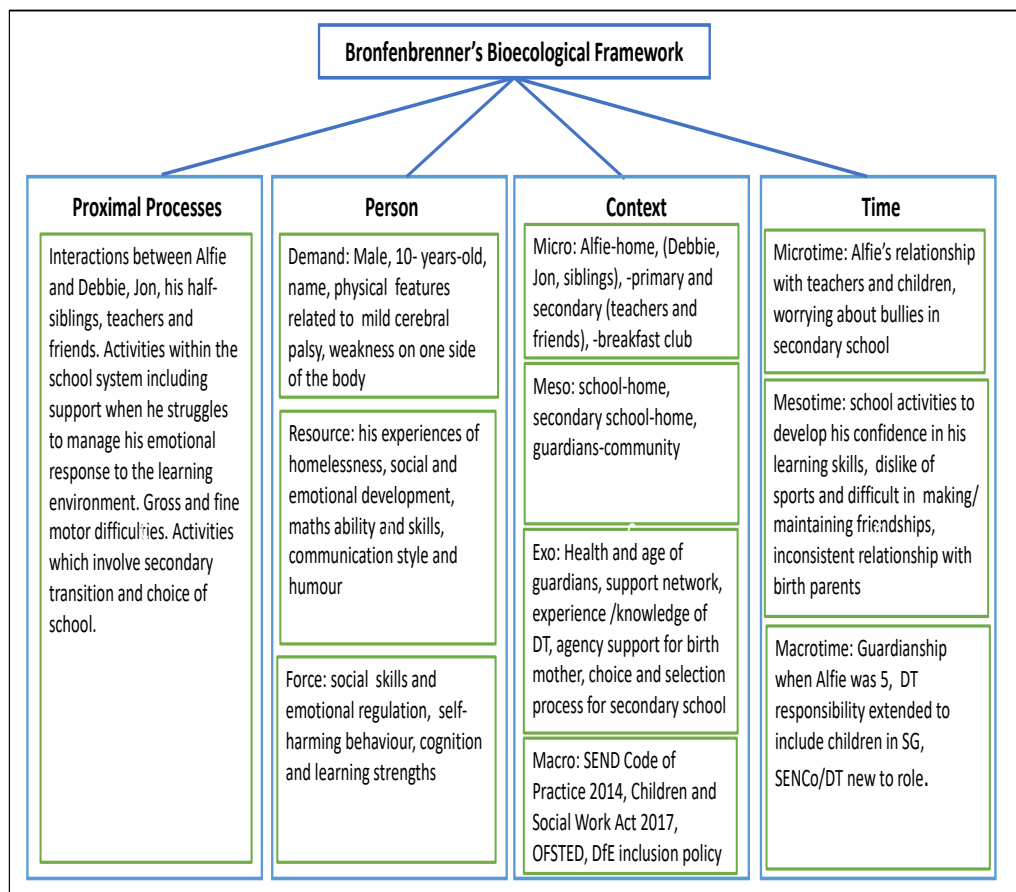 Bronfenbrenner's Bioecological Framework
Proximal Processes
Interactions between Alfie
and Debbie, Jon, his half-
siblings, teachers and
friends. Activities within the
school system including
support when he struggles
to manage his emotional
response to the learning
environment. Gross and fine
motor difficulties. Activities
which involve secondary
transition and choice of
school.
Person
Demand: Male, 10- years-old,
name, physical features
related to mild cerebral
palsy, weakness on one side
of the body
Resource: his experiences of
homelessness, social and
emotional development,
maths ability and skills,
communication style and
humour
Force: social skills and
emotional regulation, self-
harming behaviour, cognition
and learning strengths
Context
Micro: Alfie-home, (Debbie,
Jon, siblings), -primary and
secondary (teachers and
friends), -breakfast club
Meso: school-home,
secondary school-home,
guardians-community
Exo: Health and age of
guardians, support network,
experience /knowledge of
DT, agency support for birth
mother, choice and selection
process for secondary school
Macro: SEND Code of
Practice 2014, Children and
Social Work Act 2017,
OFSTED, DfE inclusion policy
Time
Microtime: Alfie's relationship
with teachers and children,
worrying about bullies in
secondary school
Mesotime: school activities to
develop his confidence in his
learning skills, dislike of
sports and difficult in making/
maintaining friendships,
inconsistent relationship with
birth parents
Macrotime: Guardianship
when Alfie was 5, DT
responsibility extended to
include children in SG,
SENCo/DT new to role.